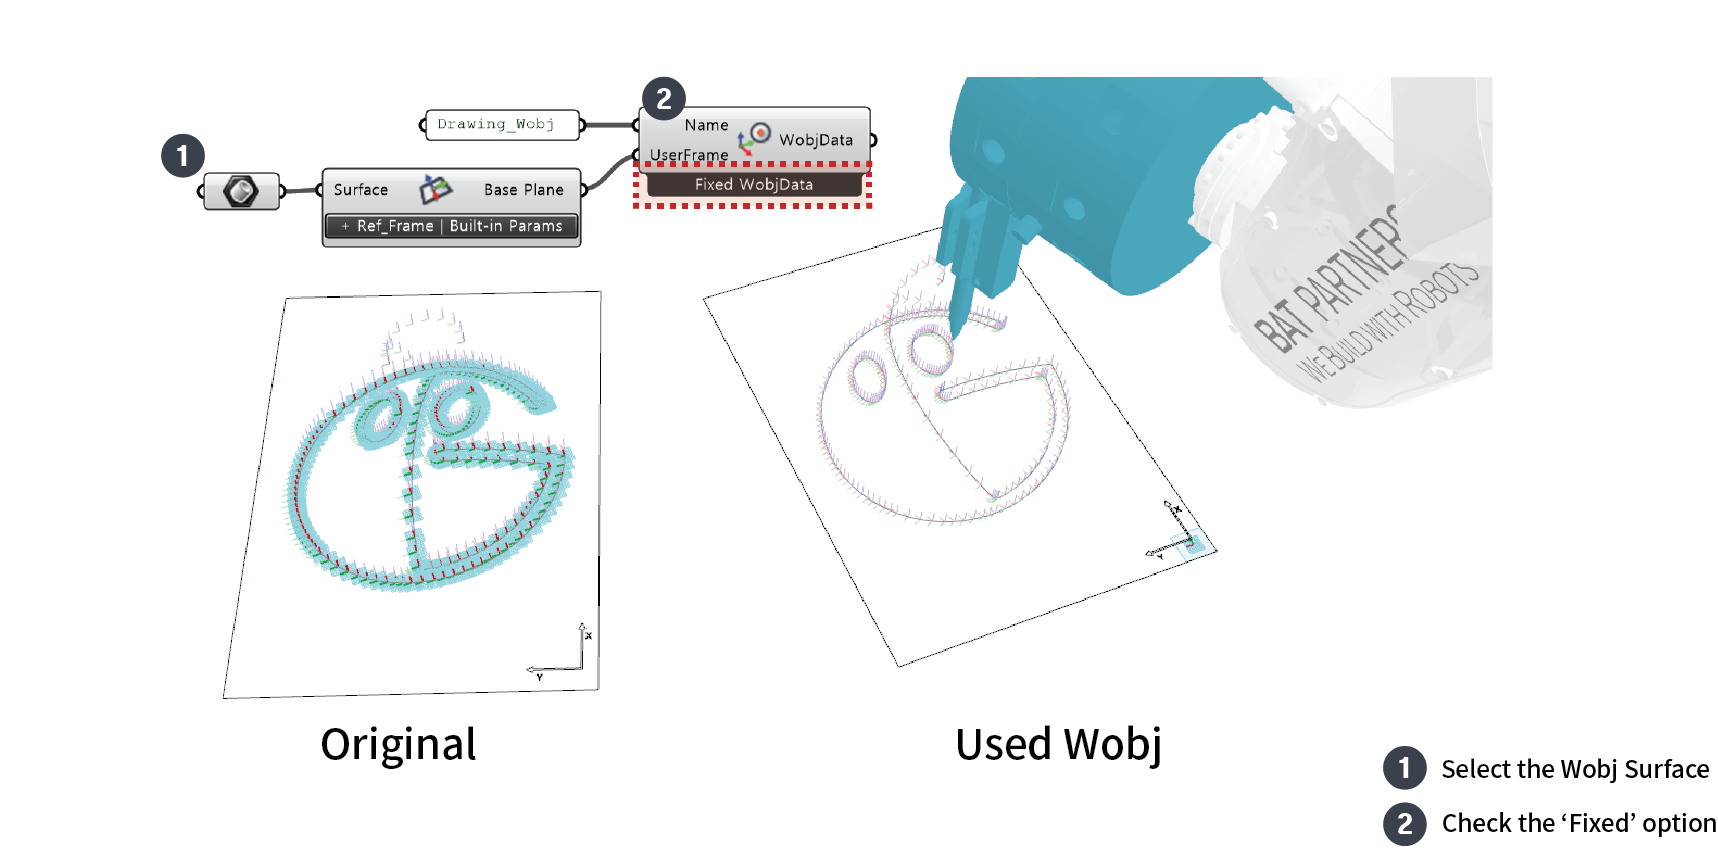 2
Drawing_Wobj
Name
WobjData
UserFrame
Fixed WobjData
1
Surface
Base Plane
+ Ref_Frame | Built-in Params
BAT PARTNERS
WE BUILD WITH ROBOTS
X
Y
X
Y
Original
Used Wobj
1 Select the Wobj Surface
2 Check the ‘Fixed’ option